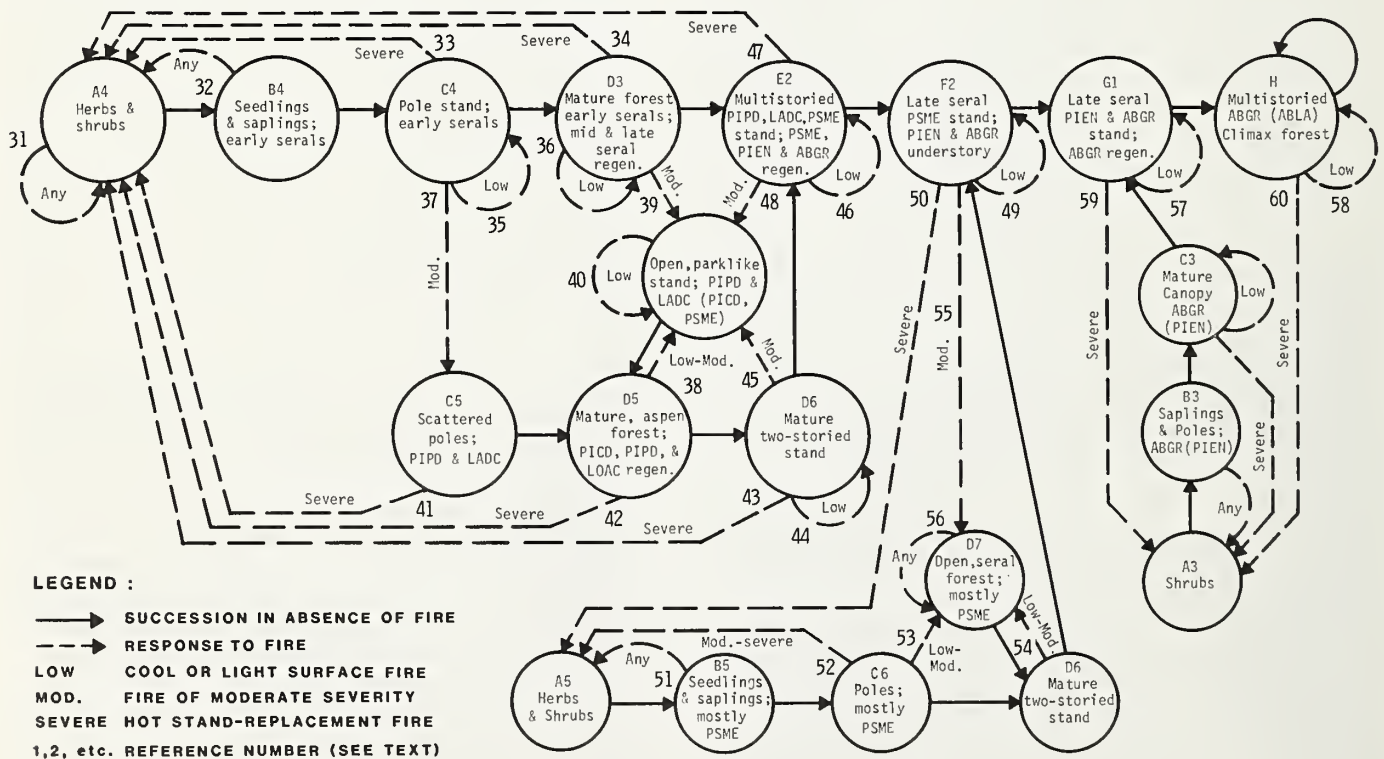 Severe
Severe
Severe
33
34
47
31
Any
A4
Herbs &
shrubs
32
Any
B4
Seedlings
& saplings;
early serals
C4
Pole stand;
early serals
37
Low
35
D3
Mature forest
early serals;
mid & late
seral
regen.
36
Low
Mod.
39
E2
Multistoried
PIPD,LADC,PSME
stand; PSME,
PIEN & ABGR
regen.
Mod.
48
Low
46
F2
Late seral
PSME stand;
PIEN & ABGR
understory
50
Low
49
G1
Late seral
PIEN & ABGR
stand;
ABGR regen.
59
Low
57
H
Multistoried
ABGR (ABLA)
Climax forest
60
Low
58
Mod.
40
Low
Open,parklike
stand; PIPD &
LADC (PICD,
PSME)
Low-Mod.
38
Mod.
45
C5
Scattered
poles;
PIPD & LADC
Severe
41
D5
Mature, aspen
forest;
PICD, PIPD, &
LOAC regen.
Severe
42
D6
Mature
two-storied
stand
43
Severe
Low
44
Severe
55
Mod.
C3
Mature
Canopy
ABGR
(PIEN)
Low
Severe
Severe
Severe
B3
Saplings
& Poles;
ABGR(PIEN)
Any
A3
Shrubs
56
Any
D7
Open,seral
forest;
mostly
PSME
Mod.-severe
53
Low-
Mod.
54
Low-Mod.
A5
Herbs
& Shrubs
Any
51
B5
Seedlings
& saplings;
mostly
PSME
52
C6
Poles;
mostly
PSME
D6
Mature
two-storied
stand
LEGEND :
SUCCESSION IN ABSENCE OF FIRE
RESPONSE TO FIRE
LOW COOL OR LIGHT SURFACE FIRE
MOD. FIRE OF MODERATE SEVERITY
SEVERE HOT STAND-REPLACEMENT FIRE
1,2, etc. REFERENCE NUMBER (SEE TEXT)